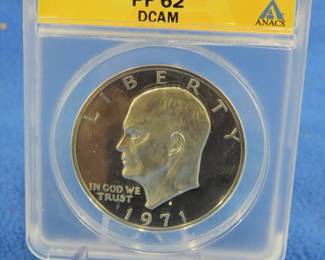 PF 62
DCAM
ANACS
LIBERTY
IN GOD WE
TRUST
1971